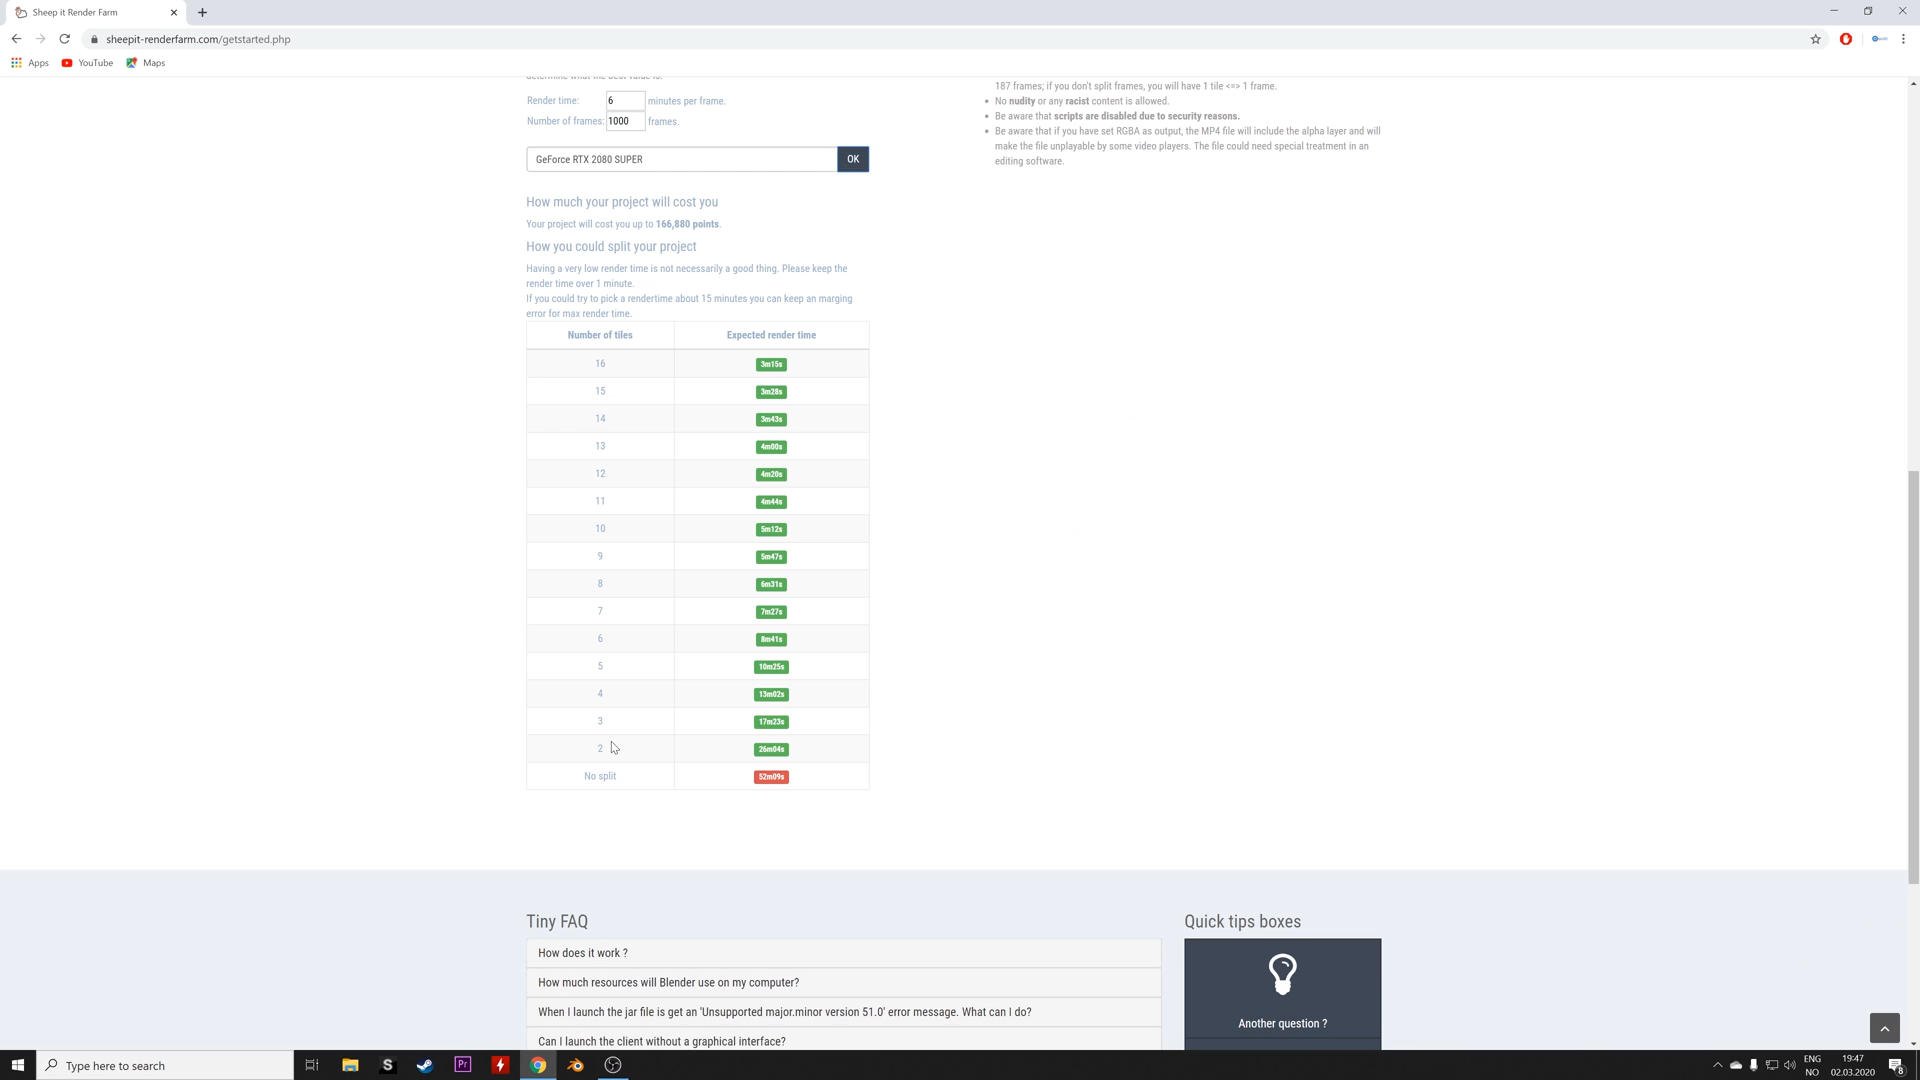 Sheep it Render Farm
sheepit-renderfarm.com/getstarted.php
Apps
YouTube
Maps
determine what the best value is.
Render time:
6
minutes per frame.
Number of frames:
1000
frames.
GeForce RTX 2080 SUPER
OK
How much your project will cost you
Your project will cost you up to 166,880 points.
How you could split your project
Having a very low render time is not necessarily a good thing. Please keep the
render time over 1 minute.
If you could try to pick a rendertime about 15 minutes you can keep an marging
error for max render time.
Number of tiles
Expected render time
16
3m15s
15
3m28s
14
3m43s
13
4m00s
12
4m20s
11
4m44s
10
5m12s
9
5m47s
8
6m31s
7
7m27s
6
8m41s
5
10m25s
4
13m02s
3
17m23s
2
26m04s
No split
52m09s
187 frames; if you don't split frames, you will have 1 tile <=> 1 frame.
No nudity or any racist content is allowed.
Be aware that scripts are disabled due to security reasons.
Be aware that if you have set RGBA as output, the MP4 file will include the alpha layer and will
make the file unplayable by some video players. The file could need special treatment in an
editing software.
Tiny FAQ
How does it work ?
How much resources will Blender use on my computer?
When I launch the jar file is get an 'Unsupported major.minor version 51.0' error message. What can I do?
Can I launch the client without a graphical interface?
Quick tips boxes
Another question ?
Type here to search
S
Pr
ENG
NO
19:47
02.03.2020
8